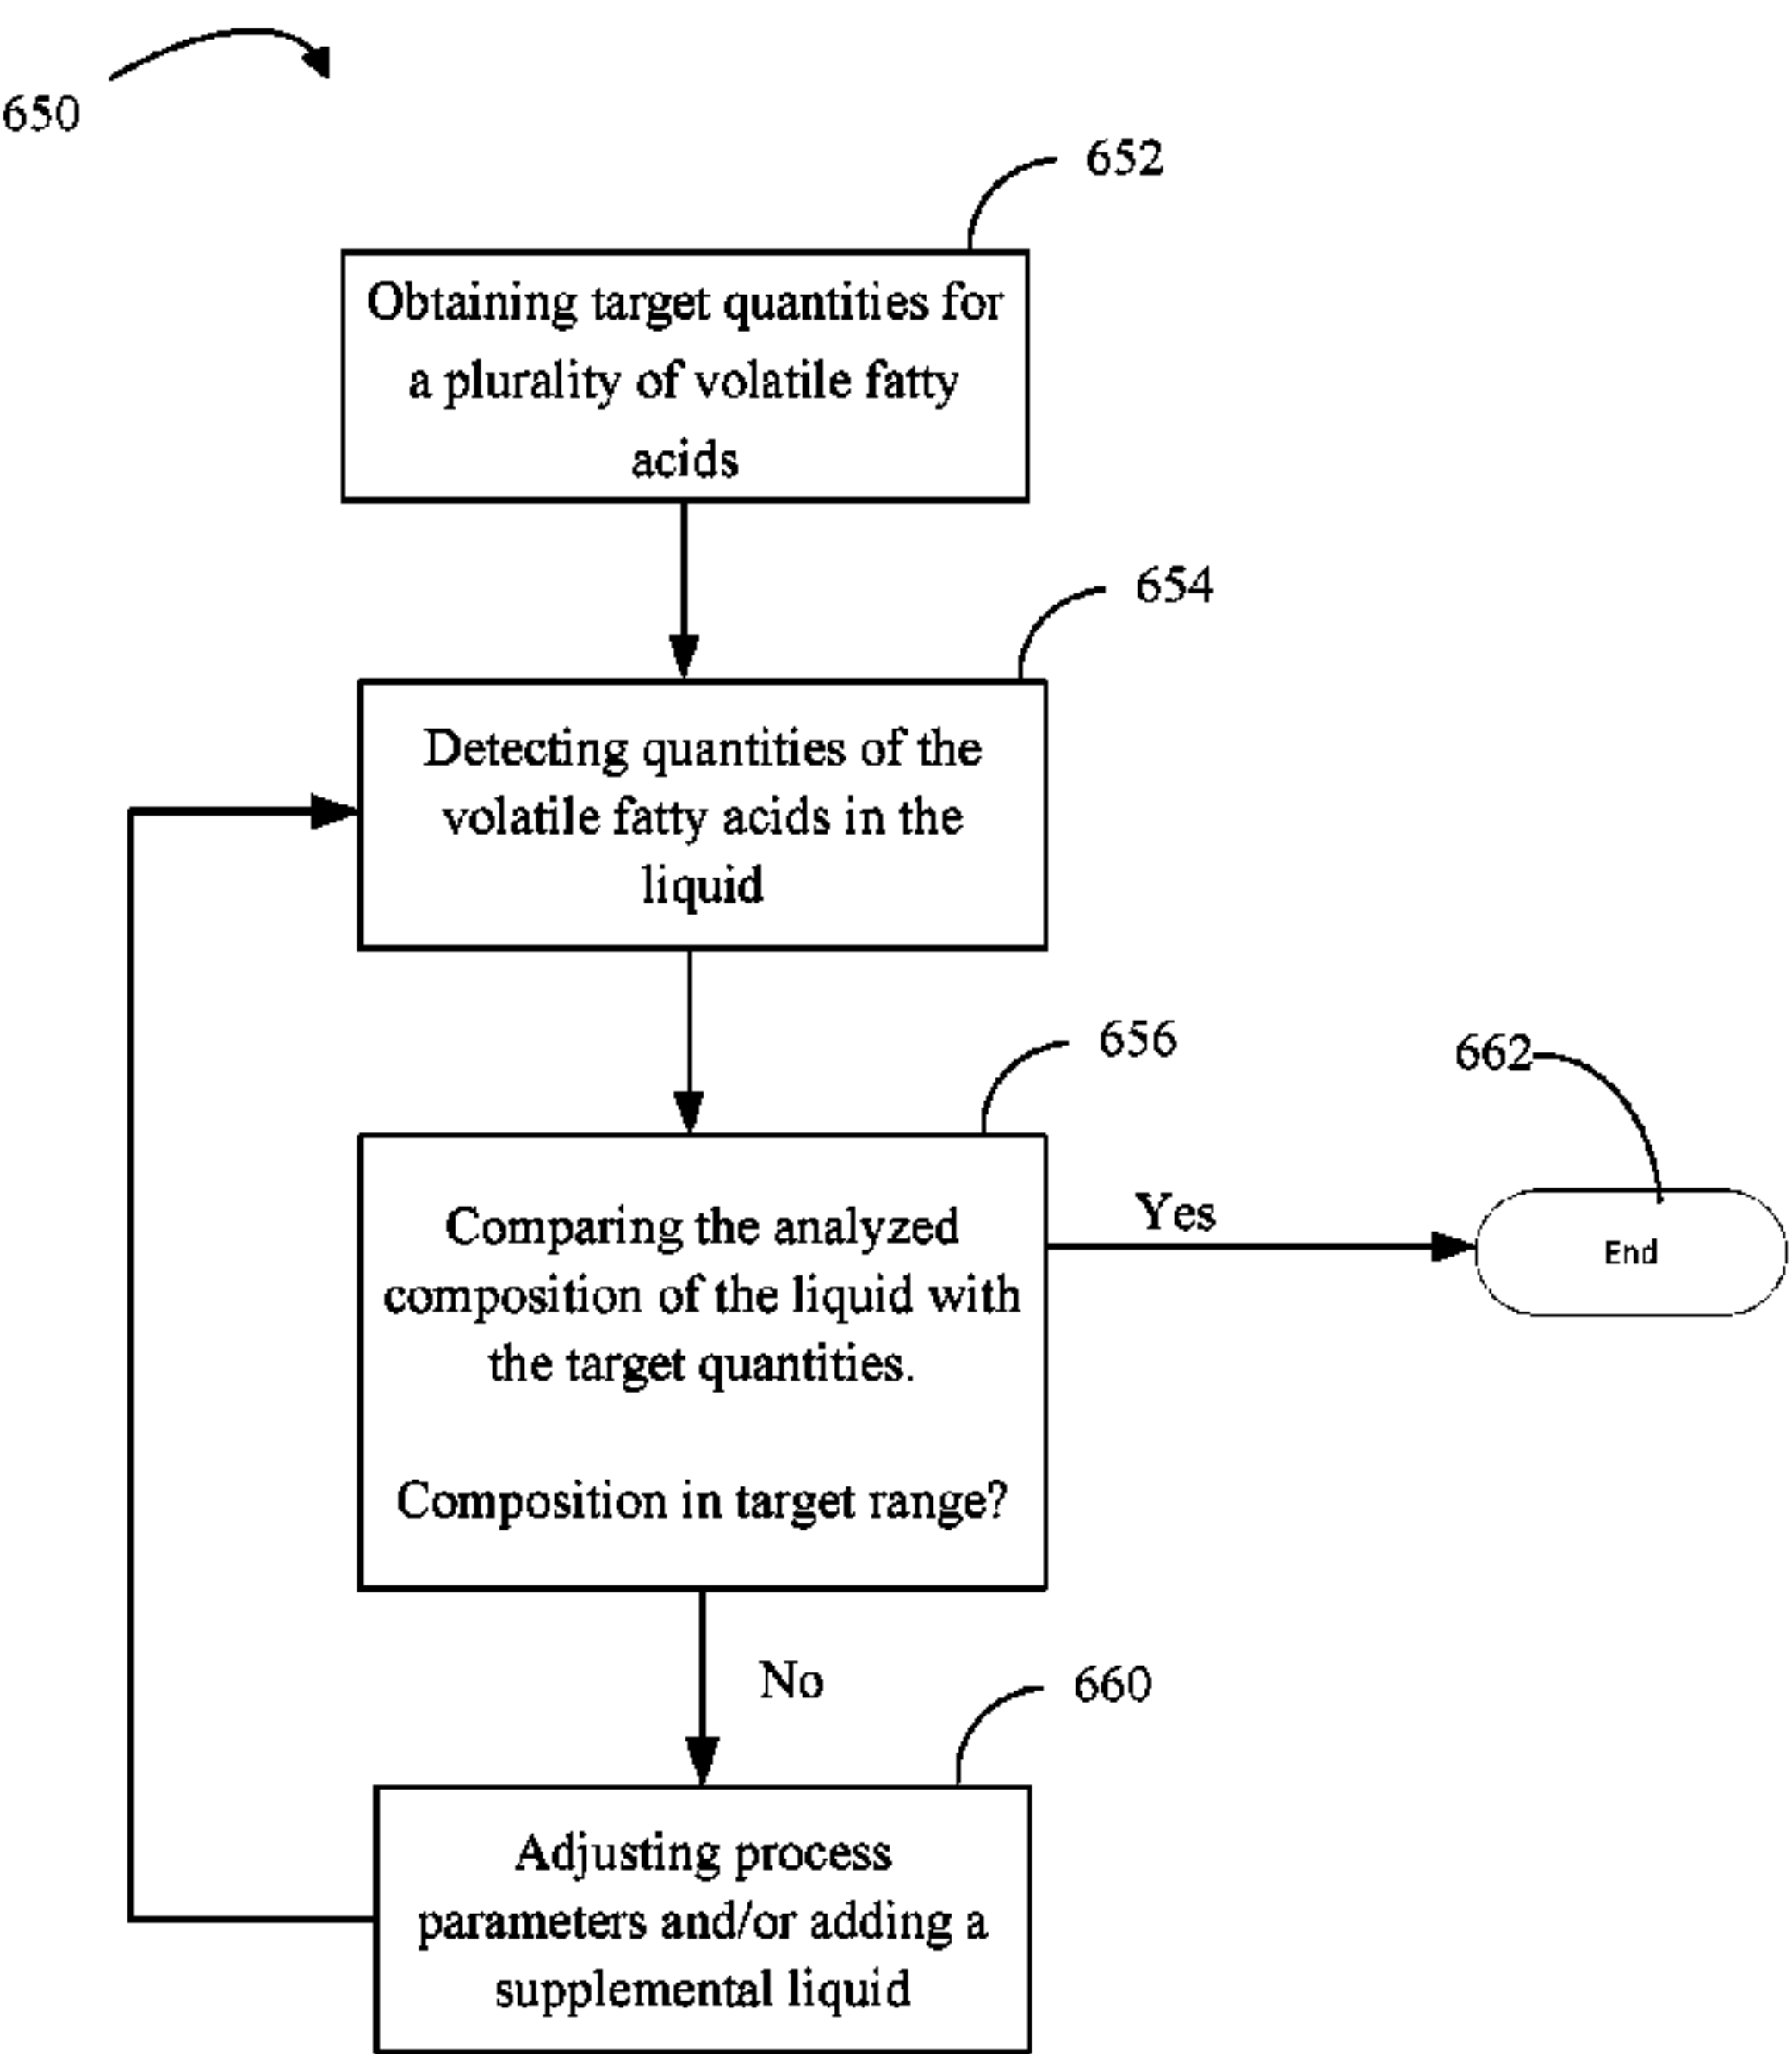 650
652
Obtaining target quantities for
a plurality of volatile fatty
acids
654
Detecting quantities of the
volatile fatty acids in the
liquid
656
662
Comparing the analyzed
composition of the liquid with
the target quantities.
Composition in target range?
Yes
End
No
660
Adjusting process
parameters and/or adding a
supplemental liquid